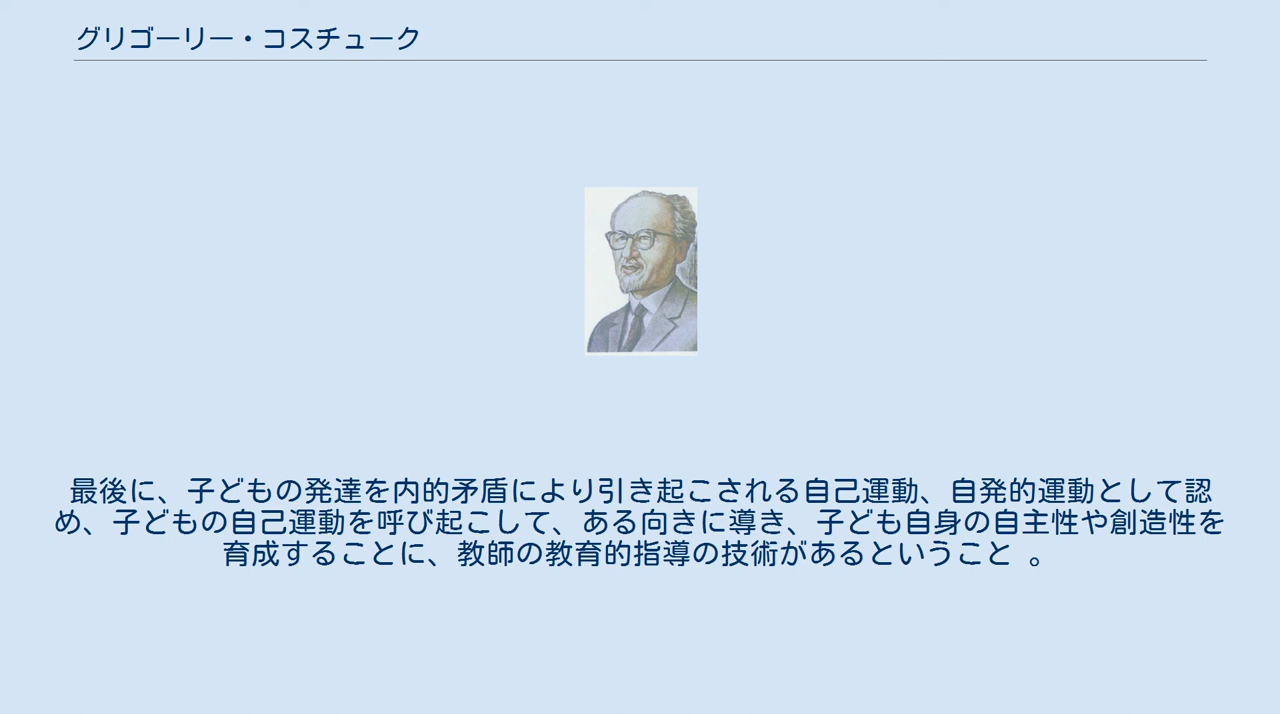 グリゴーリー・コスチューク
最後に、子どもの発達を内的矛盾により引き起こされる自己運動、自発的運動として認
め、子どもの自己運動を呼び起こして、ある向きに導き、子ども自身の自主性や創造性を
育成することに、教師の教育的指導の技術があるということ 。